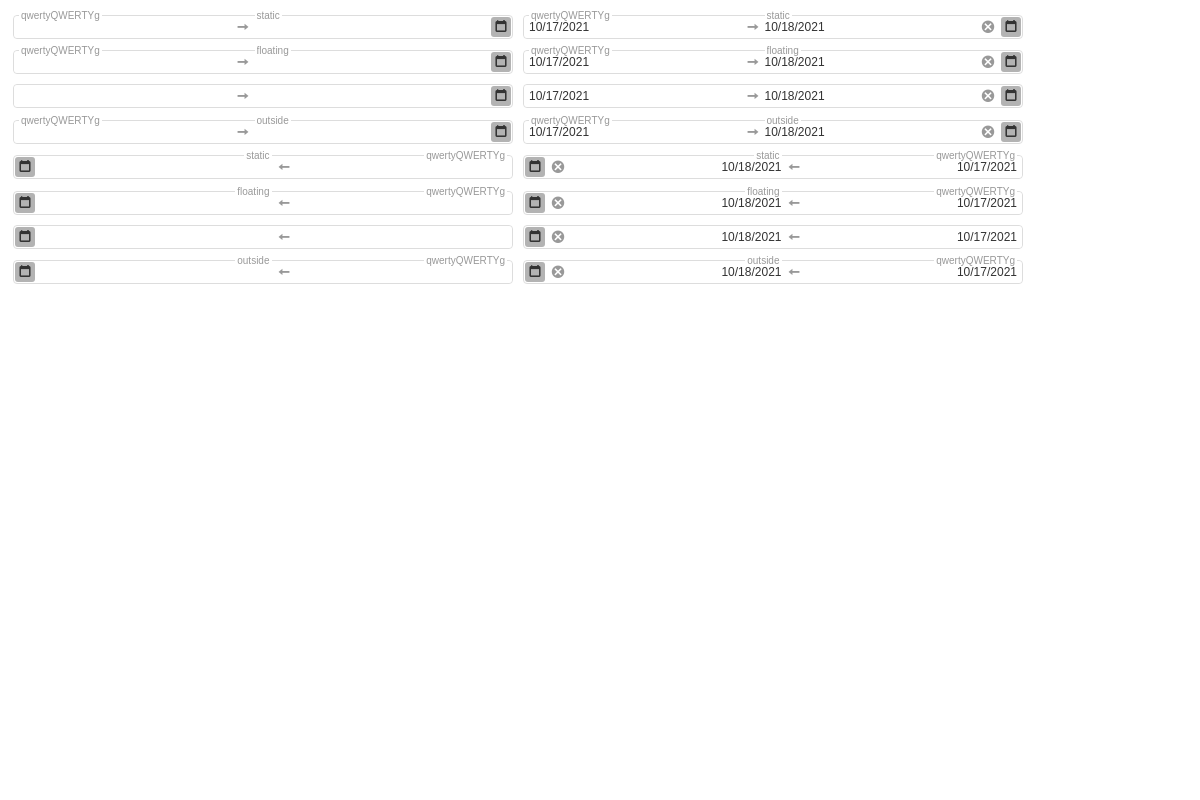 qwertyQWERTYg static qwertyQWERTYg static
10/17/2021 10/18/2021
qwertyQWERTYg floating qwertyQWERTYg floating
10/17/2021 10/18/2021
10/17/2021 10/18/2021
qwertyQWERTYg outside qwertyQWERTYg outside
10/17/2021 10/18/2021
static qwertyQWERTYg static qwertyQWERTYg
10/18/2021 10/17/2021
floating qwertyQWERTYg floating qwertyQWERTYg
10/18/2021 10/17/2021
10/18/2021 10/17/2021
outside qwertyQWERTYg outside qwertyQWERTYg
10/18/2021 10/17/2021